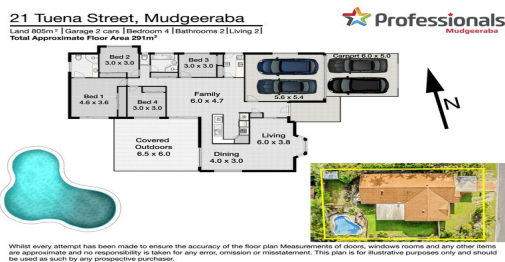 21 Tuena Street, Mudgeeraba
Land 805m² | Garage 2 cars | Bedroom 4 | Bathrooms 2 | Living 2 |
Total Approximate Floor Area 291m²
Professionals
Mudgeeraba
Bed 2
3.0 x 3.0
Bed 3
3.0 x 3.0
Carport 6.0 x 5.0
Bed 1
4.6 x 3.6
Bed 4
3.0 x 3.0
Family
6.0 x 4.7
5.6 x 5.4
N
Covered
Outdoors
6.5 x 6.0
Living
6.0 x 3.8
Dining
4.0 x 3.0
Whilst every attempt has been made to ensure the accuracy of the floor plan Measurements of doors, windows rooms and any other items
are approximate and no responsibility is taken for any error, omission or misstatement. This plan is for illustrative purposes only and should
be used as such by any prospective purchaser.